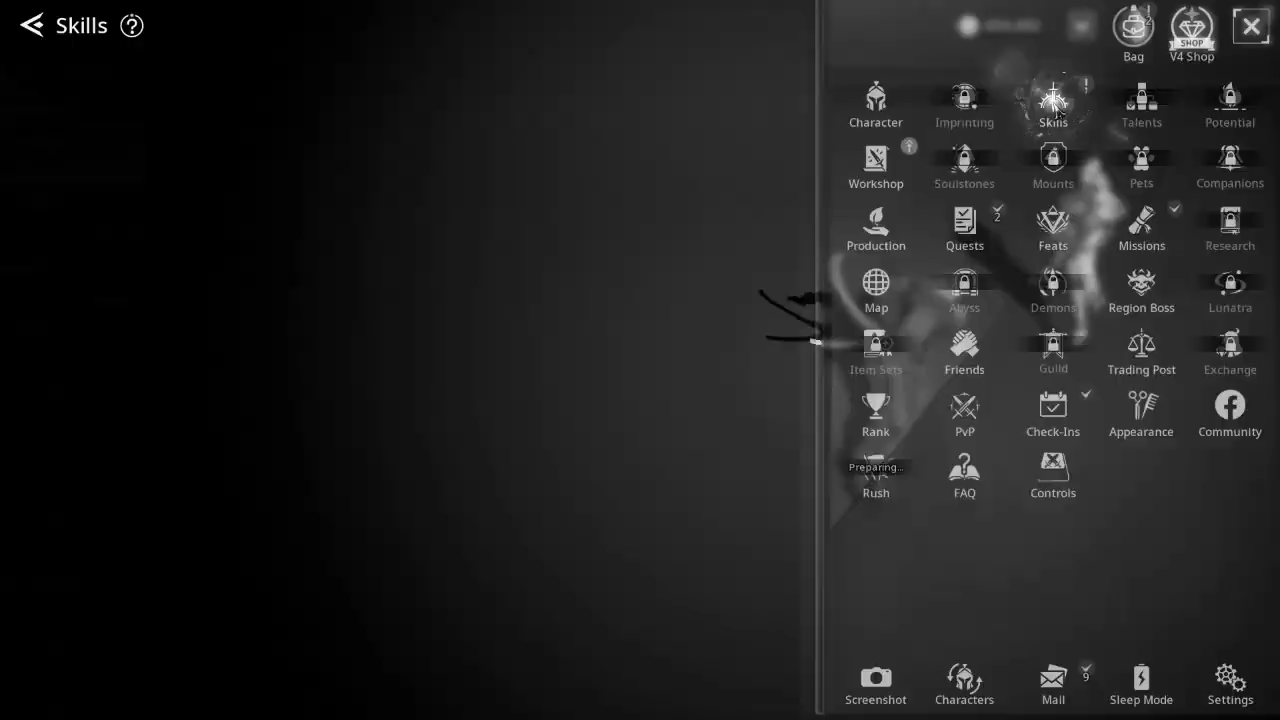 Skills ?
2
SHOP
Bag V4 Shop
Character Imprinting Skills Talents Potential
Workshop Soulstones Mounts Pets Companions
2
Production Quests Feats Missions Research
Map Abyss Demons Region Boss Lunatra
Item Sets Friends Guild Trading Post Exchange
Rank PvP Check-Ins Appearance Community
Preparing...
Rush FAQ Controls
9
Screenshot Characters Mail Sleep Mode Settings